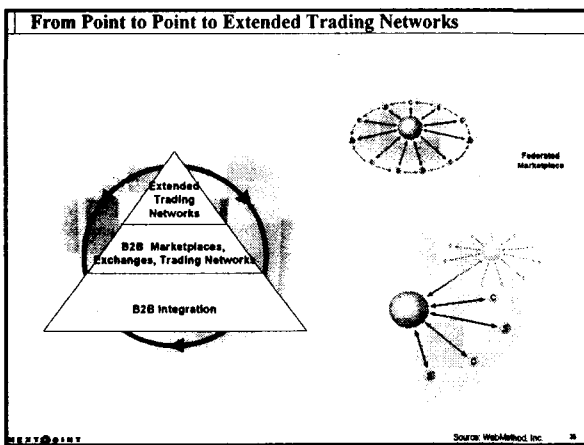 From Point to Point to Extended Trading Networks
Extended
Trading
Networks
B2B Marketplaces,
Exchanges, Trading Networks
B2B Integration
Federated
Marketplace
C
C
NEXTPOINT
Source: WebMethod, Inc.